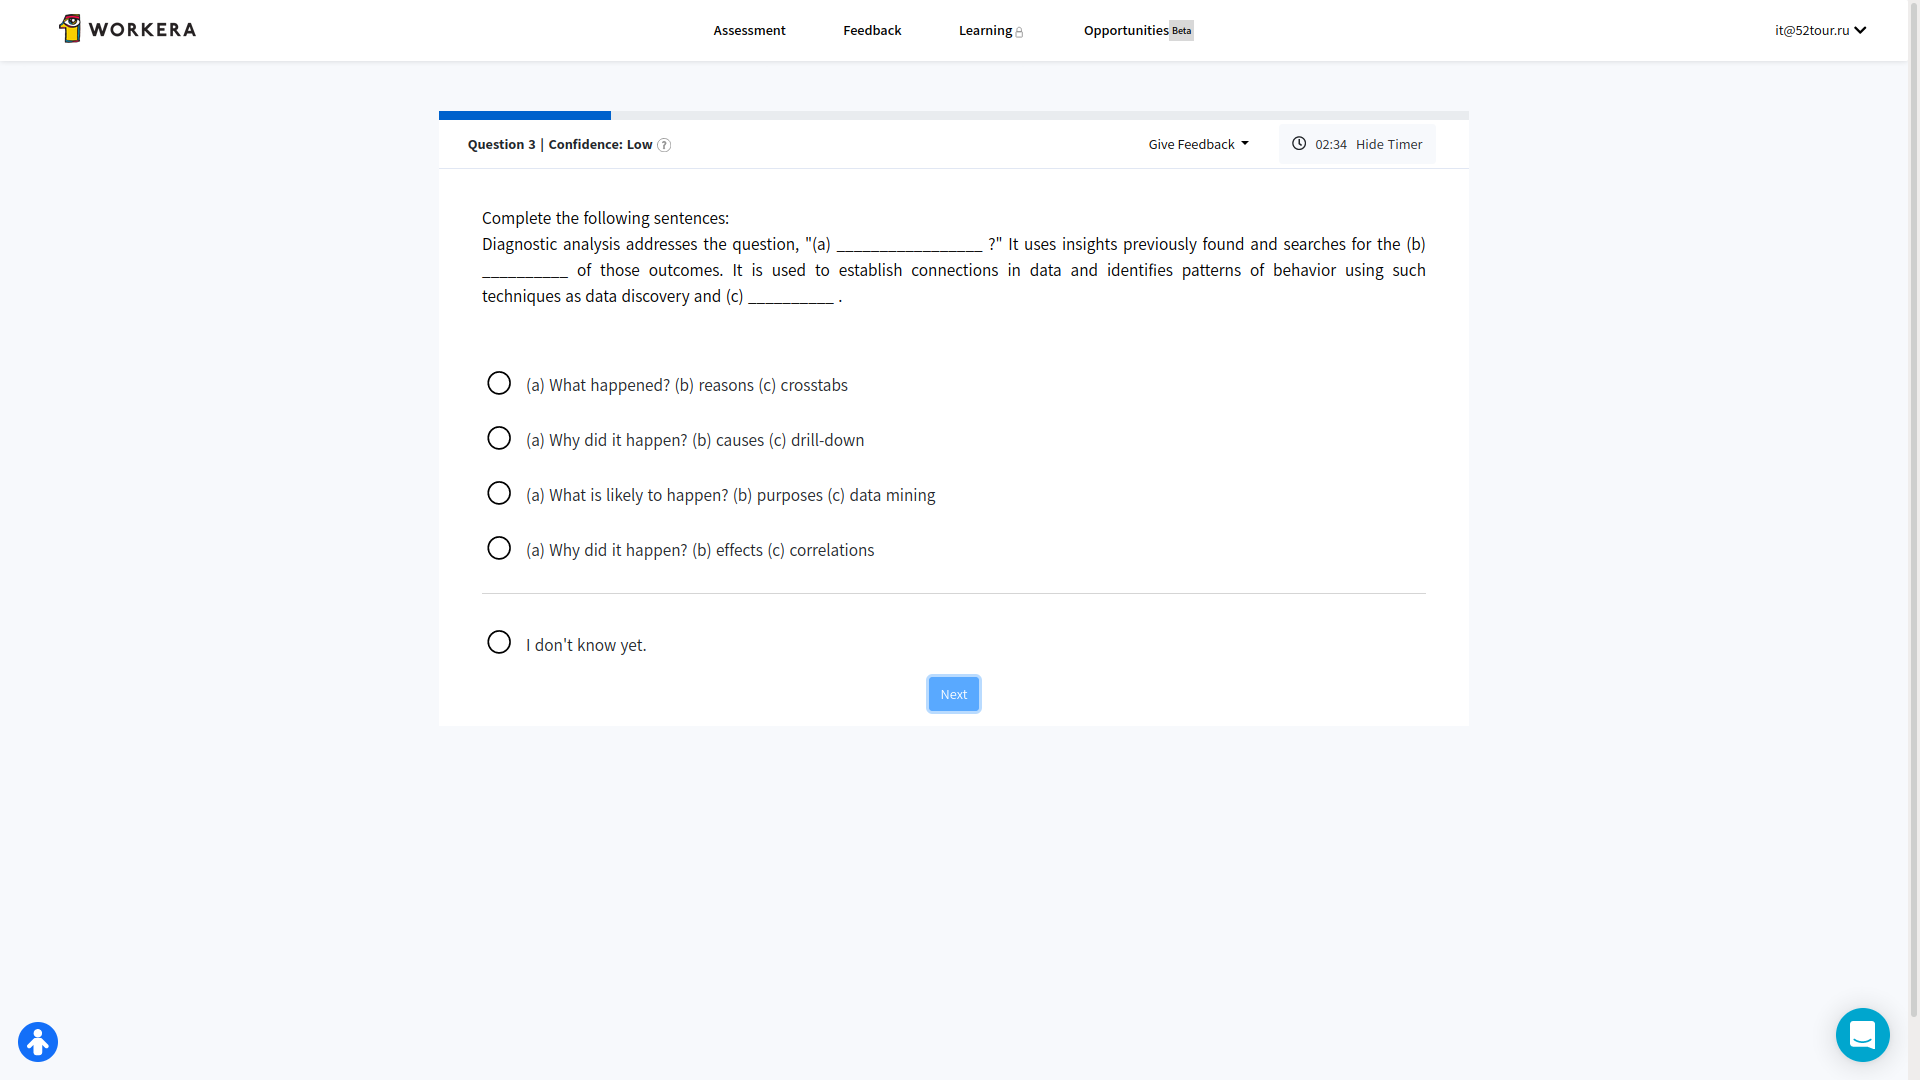 WORKERA
Assessment
Feedback
Learning
Opportunities Beta
it@52tour.ru
Question 3 | Confidence: Low ?
Give Feedback
02:34 Hide Timer
Complete the following sentences:
Diagnostic analysis addresses the question, "(a) _________________ ?" It uses insights previously found and searches for the (b)
__________ of those outcomes. It is used to establish connections in data and identifies patterns of behavior using such
techniques as data discovery and (c) __________ .
(a) What happened? (b) reasons (c) crosstabs
(a) Why did it happen? (b) causes (c) drill-down
(a) What is likely to happen? (b) purposes (c) data mining
(a) Why did it happen? (b) effects (c) correlations
I don't know yet.
Next